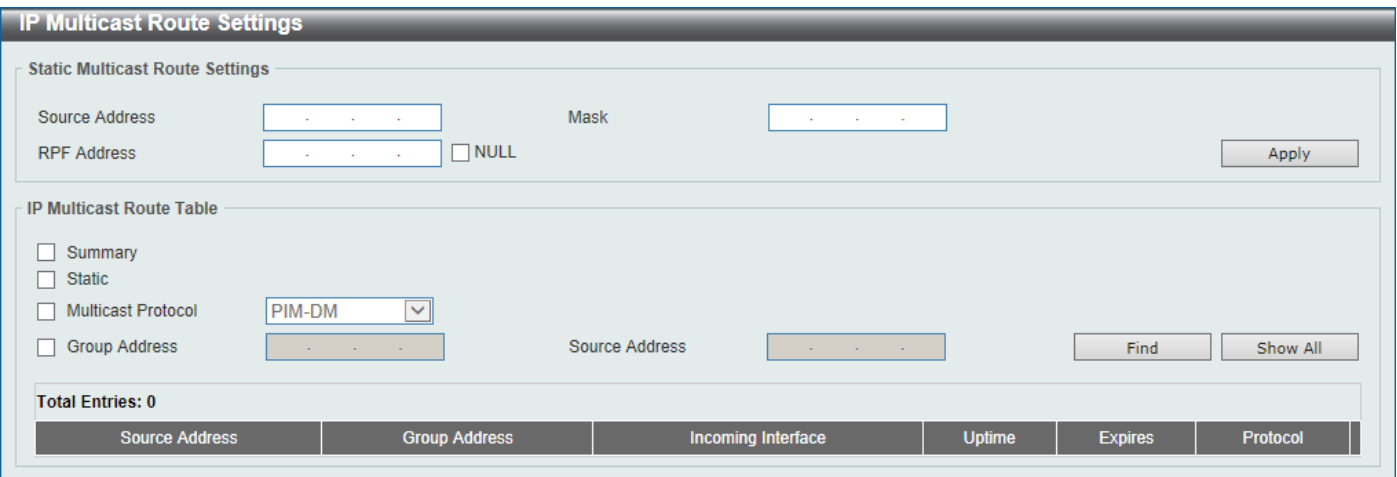 IP Multicast Route Settings
Static Multicast Route Settings
Source Address . . . Mask . . .
RPF Address . . . NULL Apply
IP Multicast Route Table
Summary
Static
Multicast Protocol PIM-DM
Group Address . . . Source Address . . . Find Show All
Total Entries: 0
Source Address Group Address Incoming Interface Uptime Expires Protocol